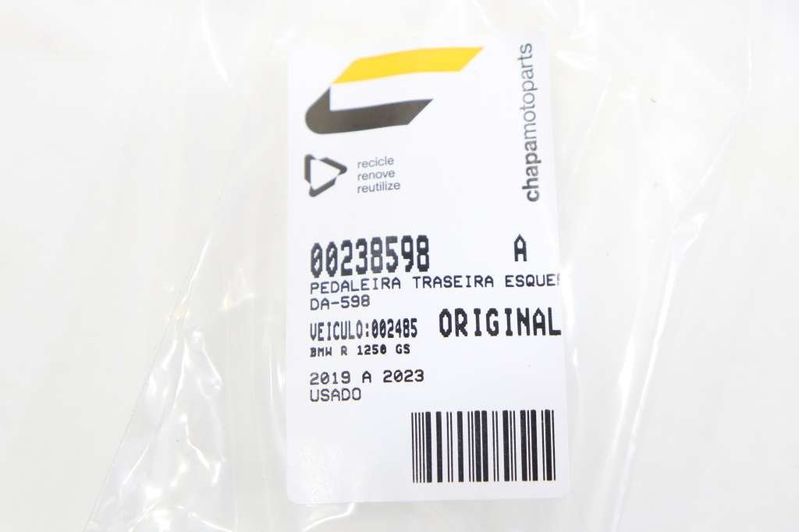 recicle
renove
reutilize
chapamotoparts
00238598 A
PEDALEIRA TRASEIRA ESQUER
DA-598
VEICULO:002485 ORIGINAL
BMW R 1250 GS
2019 A 2023
USADO